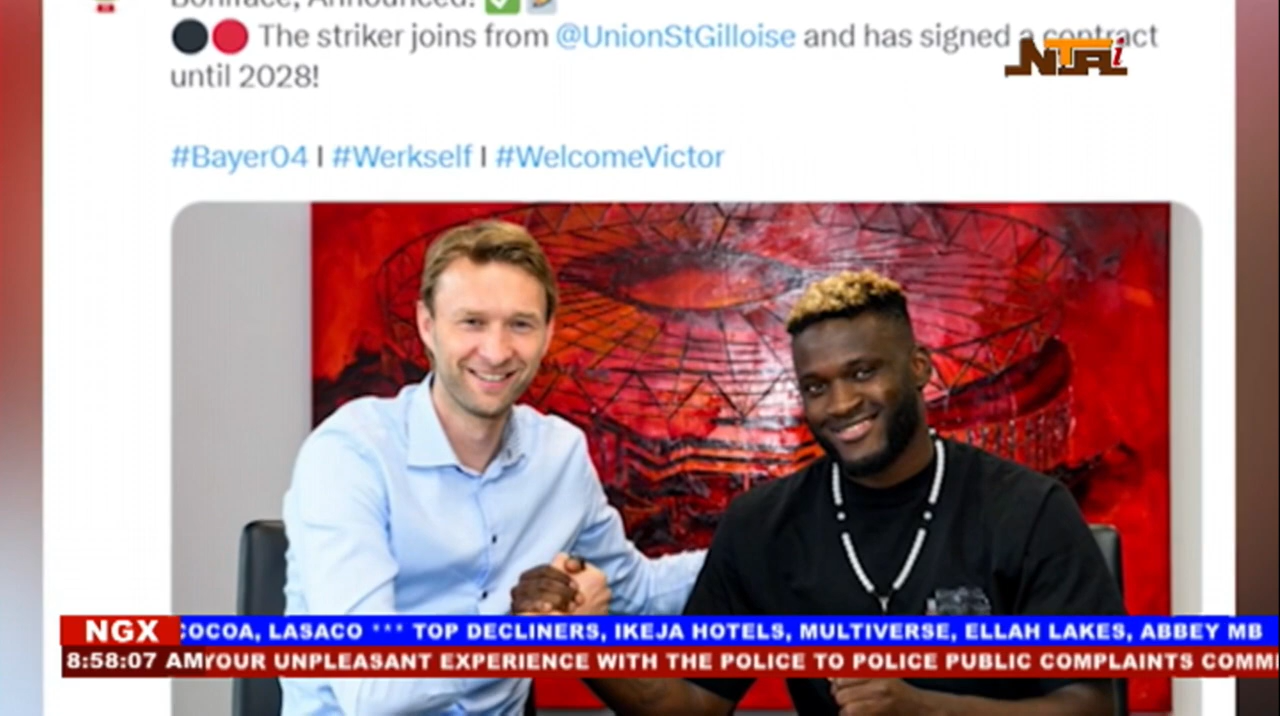 Boniface, Announced!
The striker joins from @UnionStGilloise and has signed a contract
until 2028!
NTAi
#Bayer04 | #Werkself | #WelcomeVictor
NGX COCOA, LASACO *** TOP DECLINERS, IKEJA HOTELS, MULTIVERSE, ELLAH LAKES, ABBEY MB
8:58:07 AM YOUR UNPLEASANT EXPERIENCE WITH THE POLICE TO POLICE PUBLIC COMPLAINTS COMMI